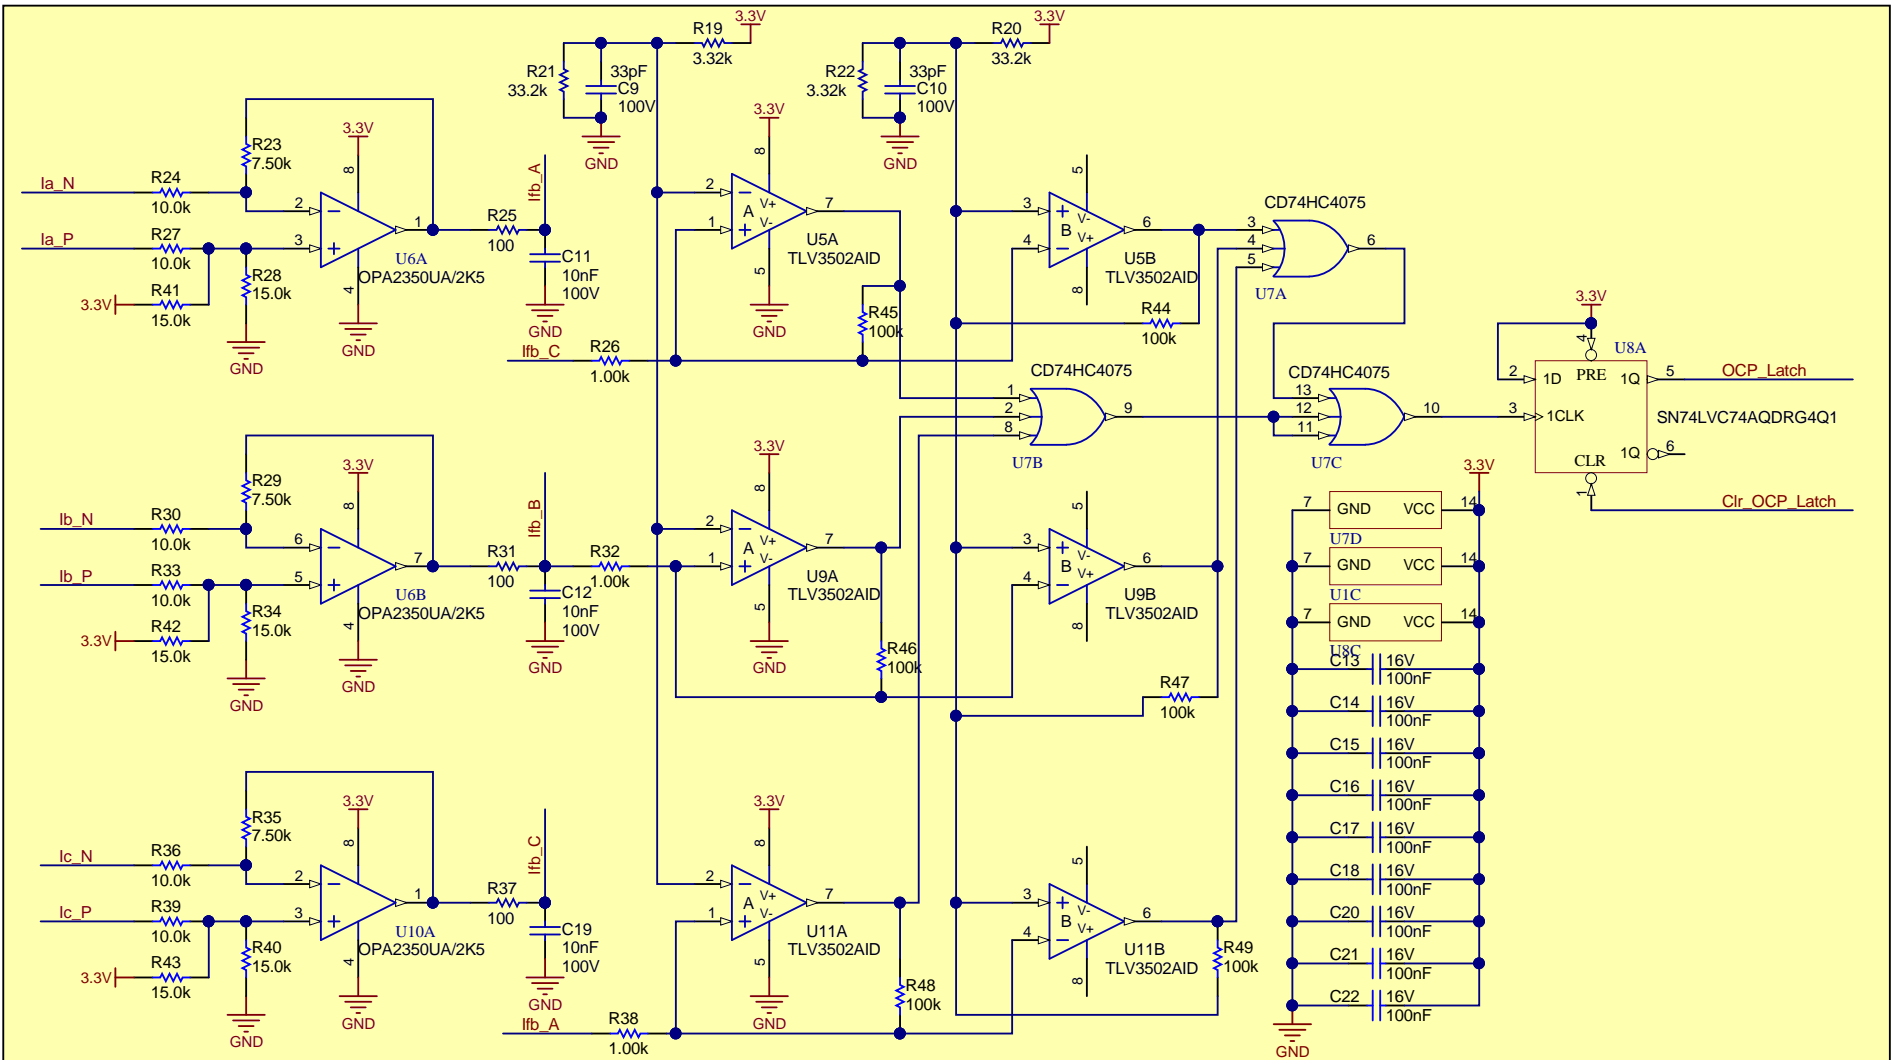 3.3V
R19
3.32k
R21
33.2k
33pF
C9
100V
GND
3.3V
R20
33.2k
R22
3.32k
33pF
C10
100V
GND
Ia_N
R24
10.0k
R23
7.50k
Ia_P
R27
10.0k
R28
15.0k
3.3V
R41
15.0k
GND
3.3V
8
2
3
1
4
U6A
OPA2350UA/2K5
GND
R25
100
Ifb_A
C11
10nF
100V
GND
Ifb_C
R26
1.00k
3.3V
8
2
1
A
V+
V-
7
5
U5A
TLV3502AID
GND
R45
100k
5
3
4
B
V-
V+
6
8
U5B
TLV3502AID
R44
100k
CD74HC4075
3
4
5
6
U7A
CD74HC4075
1
2
8
9
U7B
CD74HC4075
13
12
11
10
U7C
3.3V
4
U8A
2
1D
PRE
1Q
5
OCP_Latch
3
1CLK
SN74LVC74AQDRG4Q1
1Q
6
CLR
1
Clr_OCP_Latch
Ib_N
R30
10.0k
R29
7.50k
Ib_P
R33
10.0k
R34
15.0k
3.3V
R42
15.0k
GND
3.3V
8
6
5
7
4
U6B
OPA2350UA/2K5
GND
R31
100
Ifb_B
R32
1.00k
C12
10nF
100V
GND
3.3V
8
2
1
A
V+
V-
7
5
U9A
TLV3502AID
GND
R46
100k
5
3
4
B
V-
V+
6
8
U9B
TLV3502AID
R47
100k
Ic_N
R36
10.0k
R35
7.50k
Ic_P
R39
10.0k
R40
15.0k
3.3V
R43
15.0k
GND
3.3V
8
2
3
1
4
U10A
OPA2350UA/2K5
GND
R37
100
Ifb_C
C19
10nF
100V
GND
Ifb_A
R38
1.00k
3.3V
8
2
1
A
V+
V-
7
5
U11A
TLV3502AID
GND
R48
100k
5
3
4
B
V-
V+
6
8
U11B
TLV3502AID
R49
100k
3.3V
7
GND
VCC
14
U7D
7
GND
VCC
14
U1C
7
GND
VCC
14
U8C
C13
16V
100nF
C14
16V
100nF
C15
16V
100nF
C16
16V
100nF
C17
16V
100nF
C18
16V
100nF
C20
16V
100nF
C21
16V
100nF
C22
16V
100nF
GND